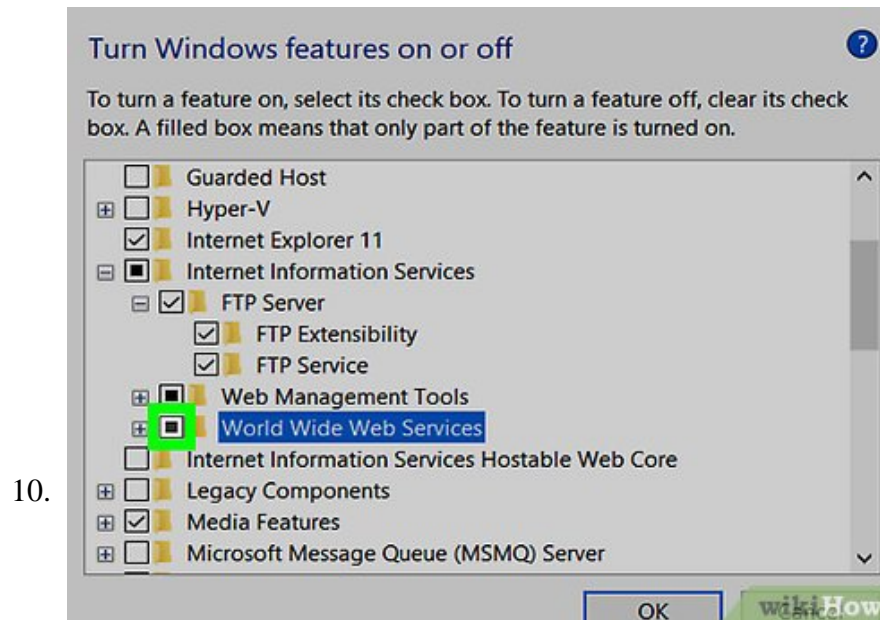 Turn Windows features on or off
?
To turn a feature on, select its check box. To turn a feature off, clear its check
box. A filled box means that only part of the feature is turned on.
Guarded Host
Hyper-V
Internet Explorer 11
Internet Information Services
FTP Server
FTP Extensibility
FTP Service
Web Management Tools
World Wide Web Services
Internet Information Services Hostable Web Core
10.
Legacy Components
Media Features
Microsoft Message Queue (MSMQ) Server
OK
Cancel
wikiHow